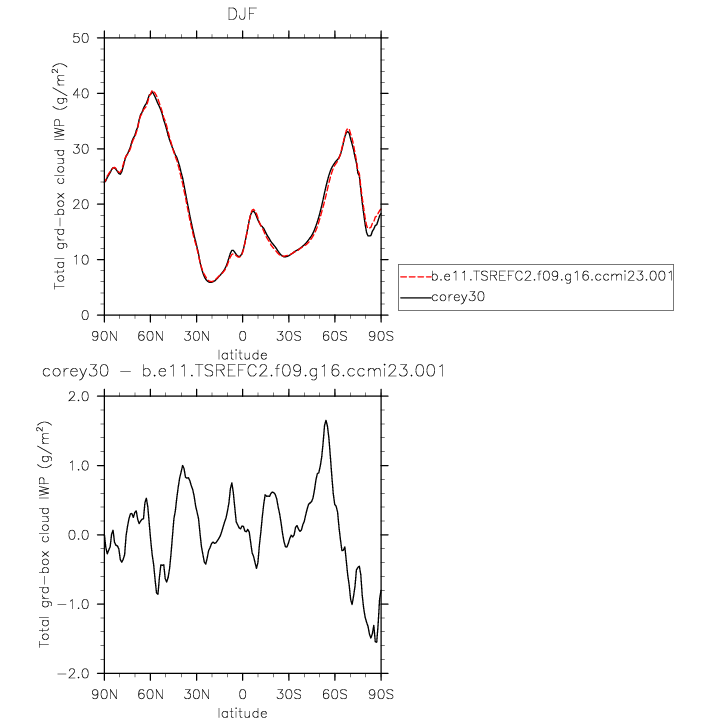 DJF
Total grd-box cloud IWP (g/m²)
50
40
30
20
10
0
90N 60N 30N 0 30S 60S 90S
latitude
b.e11.TSREFC2.f09.g16.ccmi23.001
corey30
corey30 - b.e11.TSREFC2.f09.g16.ccmi23.001
Total grd-box cloud IWP (g/m²)
2.0
1.0
0.0
-1.0
-2.0
90N 60N 30N 0 30S 60S 90S
latitude